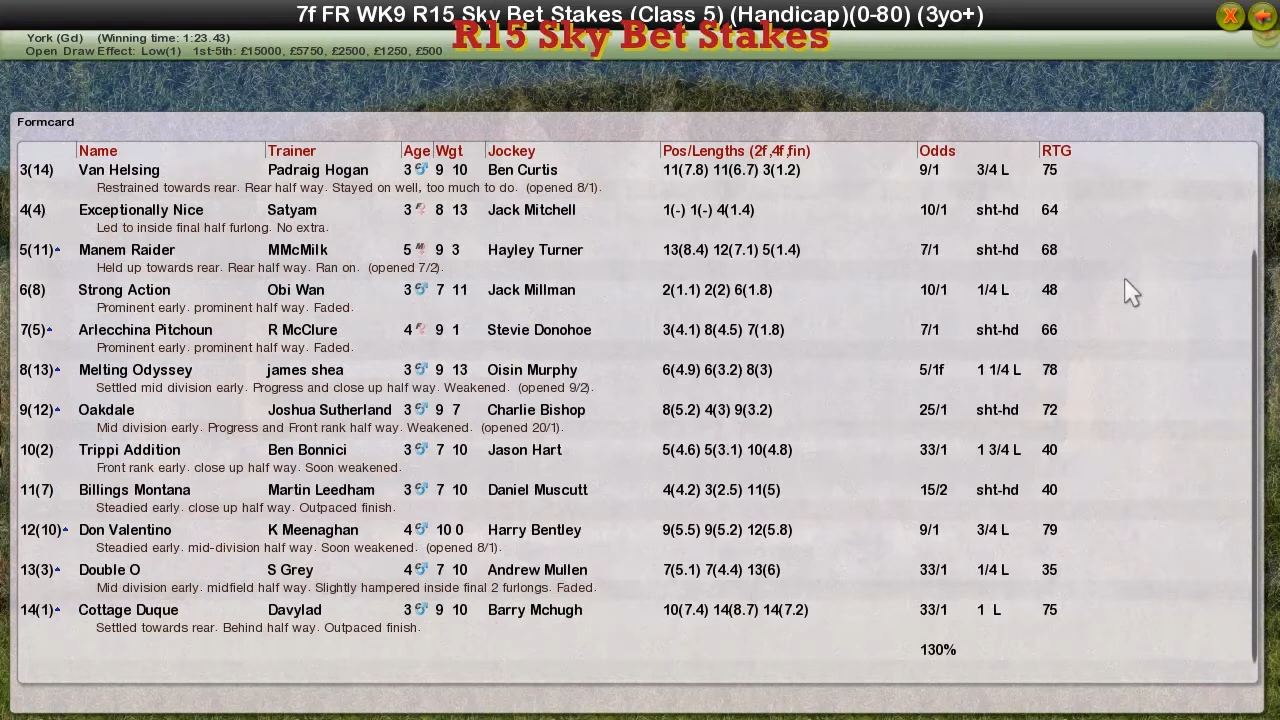 7f FR WK9 R15 Sky Bet Stakes (Class 5) (Handicap)(0-80) (3yo+)
R15 Sky Bet Stakes
York (Gd) (Winning time: 1:23.43)
Open Draw Effect: Low(1) 1st-5th: £15000, £5750, £2500, £1250, £500
Formcard
Name Trainer Age Wgt Jockey Pos/Lengths (2f,4f,fin) Odds RTG
3(14) Van Helsing Padraig Hogan 3 9 10 Ben Curtis 11(7.8) 11(6.7) 3(1.2) 9/1 3/4 L 75
Restrained towards rear. Rear half way. Stayed on well, too much to do. (opened 8/1).
4(4) Exceptionally Nice Satyam 3 8 13 Jack Mitchell 1(-) 1(-) 4(1.4) 10/1 sht-hd 64
Led to inside final half furlong. No extra.
5(11) Manem Raider MMcMilk 5 9 3 Hayley Turner 13(8.4) 12(7.1) 5(1.4) 7/1 sht-hd 68
Held up towards rear. Rear half way. Ran on. (opened 7/2).
6(8) Strong Action Obi Wan 3 7 11 Jack Millman 2(1.1) 2(2) 6(1.8) 10/1 1/4 L 48
Prominent early. prominent half way. Faded.
7(5) Arlecchina Pitchoun R McClure 4 9 1 Stevie Donohoe 3(4.1) 8(4.5) 7(1.8) 7/1 sht-hd 66
Prominent early. prominent half way. Faded.
8(13) Melting Odyssey james shea 3 9 13 Oisin Murphy 6(4.9) 6(3.2) 8(3) 5/1f 1 1/4 L 78
Settled mid division early. Progress and close up half way. Weakened. (opened 9/2).
9(12) Oakdale Joshua Sutherland 3 9 7 Charlie Bishop 8(5.2) 4(3) 9(3.2) 25/1 sht-hd 72
Mid division early. Progress and Front rank half way. Weakened. (opened 20/1).
10(2) Trippi Addition Ben Bonnici 3 7 10 Jason Hart 5(4.6) 5(3.1) 10(4.8) 33/1 1 3/4 L 40
Front rank early. close up half way. Soon weakened.
11(7) Billings Montana Martin Leedham 3 7 10 Daniel Muscutt 4(4.2) 3(2.5) 11(5) 15/2 sht-hd 40
Steadied early. close up half way. Outpaced finish.
12(10) Don Valentino K Meenaghan 4 10 0 Harry Bentley 9(5.5) 9(5.2) 12(5.8) 9/1 3/4 L 79
Steadied early. mid-division half way. Soon weakened. (opened 8/1).
13(3) Double O S Grey 4 7 10 Andrew Mullen 7(5.1) 7(4.4) 13(6) 33/1 1/4 L 35
Mid division early. midfield half way. Slightly hampered inside final 2 furlongs. Faded.
14(1) Cottage Duque Davylad 3 9 10 Barry Mchugh 10(7.4) 14(8.7) 14(7.2) 33/1 1 L 75
Settled towards rear. Behind half way. Outpaced finish.
130%